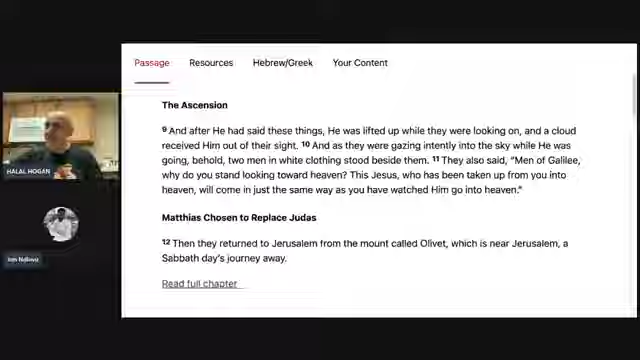 Passage Resources Hebrew/Greek Your Content
The Ascension
9 And after He had said these things, He was lifted up while they were looking on, and a cloud
received Him out of their sight. 10 And as they were gazing intently into the sky while He was
going, behold, two men in white clothing stood beside them. 11 They also said, “Men of Galilee,
why do you stand looking toward heaven? This Jesus, who has been taken up from you into
heaven, will come in just the same way as you have watched Him go into heaven.”
HALAL HOGAN
Matthias Chosen to Replace Judas
12 Then they returned to Jerusalem from the mount called Olivet, which is near Jerusalem, a
Sabbath day’s journey away.
Read full chapter